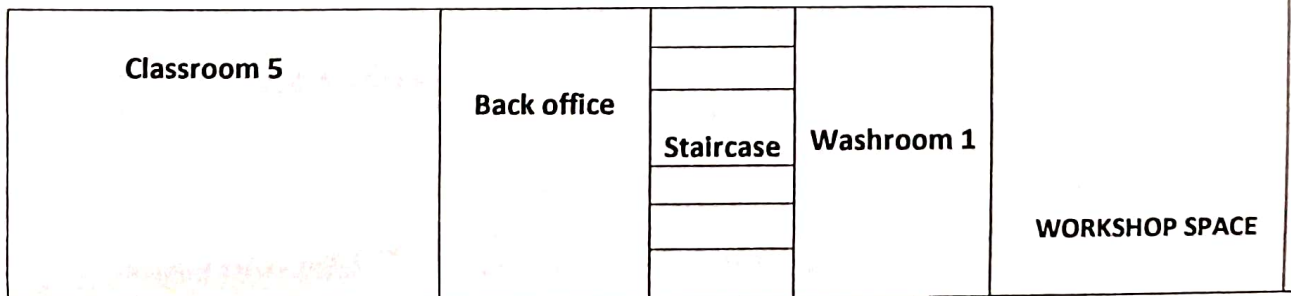 Classroom 5
Back office
Staircase
Washroom 1
WORKSHOP SPACE